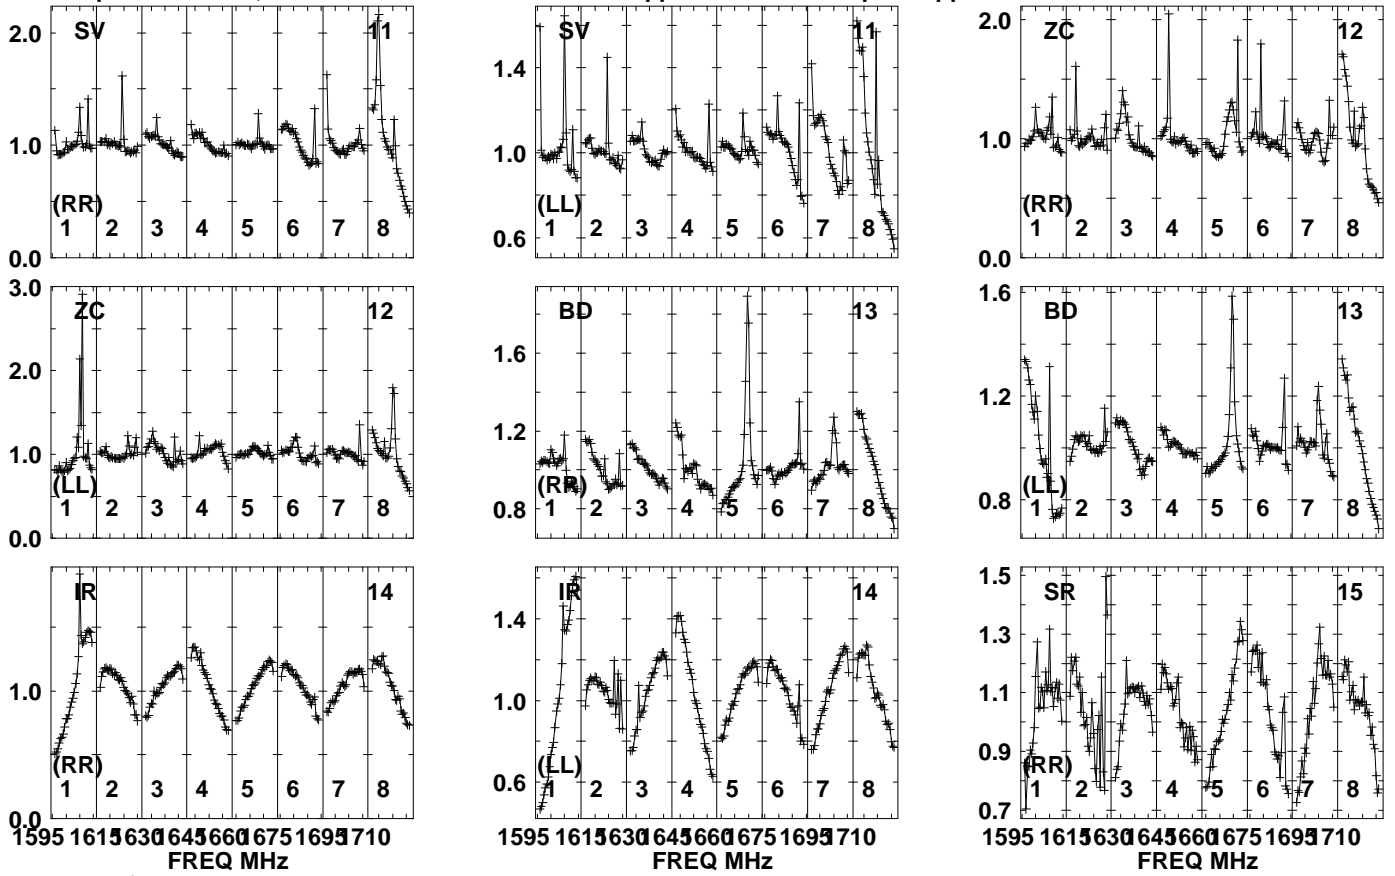 SV 11
2.0
1.0
0.0
(RR)
1 2 3 4 5 6 7 8
SV 11
1.4
1.0
0.6
(LL)
1 2 3 4 5 6 7 8
ZC 12
2.0
1.0
0.0
(RR)
1 2 3 4 5 6 7 8
ZC 12
3.0
2.0
1.0
0.0
(LL)
1 2 3 4 5 6 7 8
BD 13
1.6
1.2
0.8
(RR)
1 2 3 4 5 6 7 8
BD 13
1.6
1.2
0.8
(LL)
1 2 3 4 5 6 7 8
IR 14
1.0
0.0
(RR)
1 2 3 4 5 6 7 8
1595 1615 1630 1645 1660 1675 1695 1710
FREQ MHz
IR 14
1.4
1.0
0.6
(LL)
1 2 3 4 5 6 7 8
1595 1615 1630 1645 1660 1675 1695 1710
FREQ MHz
SR 15
1.5
1.3
1.1
0.9
0.7
(RR)
1 2 3 4 5 6 7 8
1595 1615 1630 1645 1660 1675 1695 1710
FREQ MHz